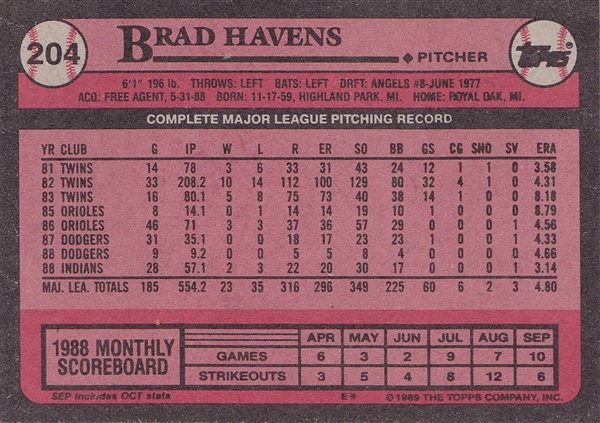 204
BRAD HAVENS
PITCHER
Topps®
6'1" 196 lb. THROWS: LEFT BATS: LEFT DRFT: ANGELS #8-JUNE 1977
ACQ: FREE AGENT, 5-31-88 BORN: 11-17-59, HIGHLAND PARK, MI. HOME: ROYAL OAK, MI.
COMPLETE MAJOR LEAGUE PITCHING RECORD
YR CLUB G IP W L R ER SO BB GS CG SHO SV ERA
81 TWINS 14 78 3 6 33 31 43 24 12 1 1 0 3.58
82 TWINS 33 208.2 10 14 112 100 129 80 32 4 1 0 4.31
83 TWINS 16 80.1 5 8 75 73 40 38 14 1 0 0 8.18
85 ORIOLES 8 14.1 0 1 14 14 19 10 1 0 0 0 8.79
86 ORIOLES 46 71 3 3 37 36 57 29 0 0 0 1 4.56
87 DODGERS 31 35.1 0 0 18 17 23 23 1 0 0 1 4.33
88 DODGERS 9 9.2 0 0 5 5 8 4 0 0 0 0 4.66
88 INDIANS 28 57.1 2 3 22 20 30 17 0 0 0 1 3.14
MAJ. LEA. TOTALS 185 554.2 23 35 316 296 349 225 60 6 2 3 4.80
1988 MONTHLY SCOREBOARD
APR MAY JUN JUL AUG SEP
GAMES 6 3 2 9 7 10
STRIKEOUTS 3 5 4 8 12 6
SEP includes OCT stats
E*
© 1989 THE TOPPS COMPANY, INC.